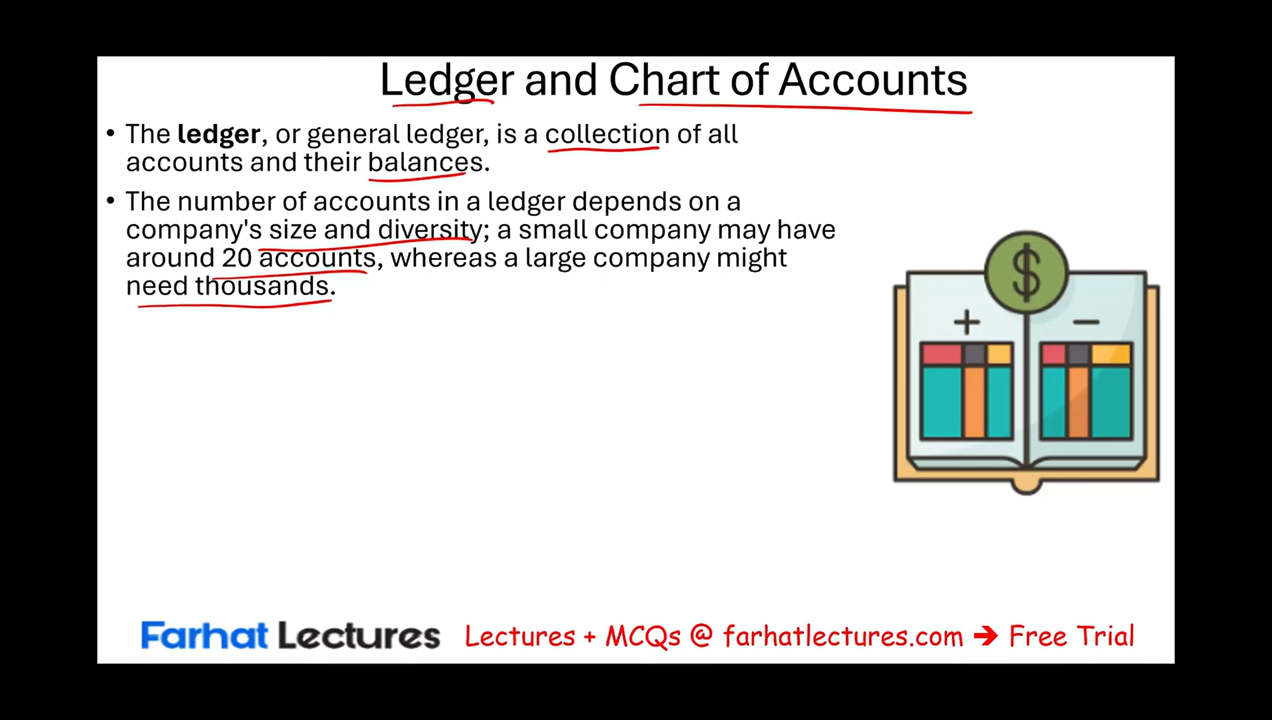 Ledger and Chart of Accounts
• The ledger, or general ledger, is a collection of all
accounts and their balances.
• The number of accounts in a ledger depends on a
company's size and diversity; a small company may have
around 20 accounts, whereas a large company might
need thousands.
$
+ −
Farhat Lectures Lectures + MCQs @ farhatlectures.com ➔ Free Trial